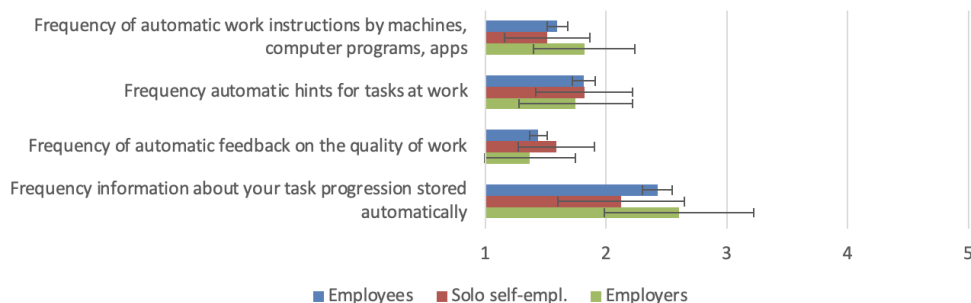 Frequency of automatic work instructions by machines,
computer programs, apps
Frequency automatic hints for tasks at work
Frequency of automatic feedback on the quality of work
Frequency information about your task progression stored
automatically
1 2 3 4 5
Employees Solo self-empl. Employers